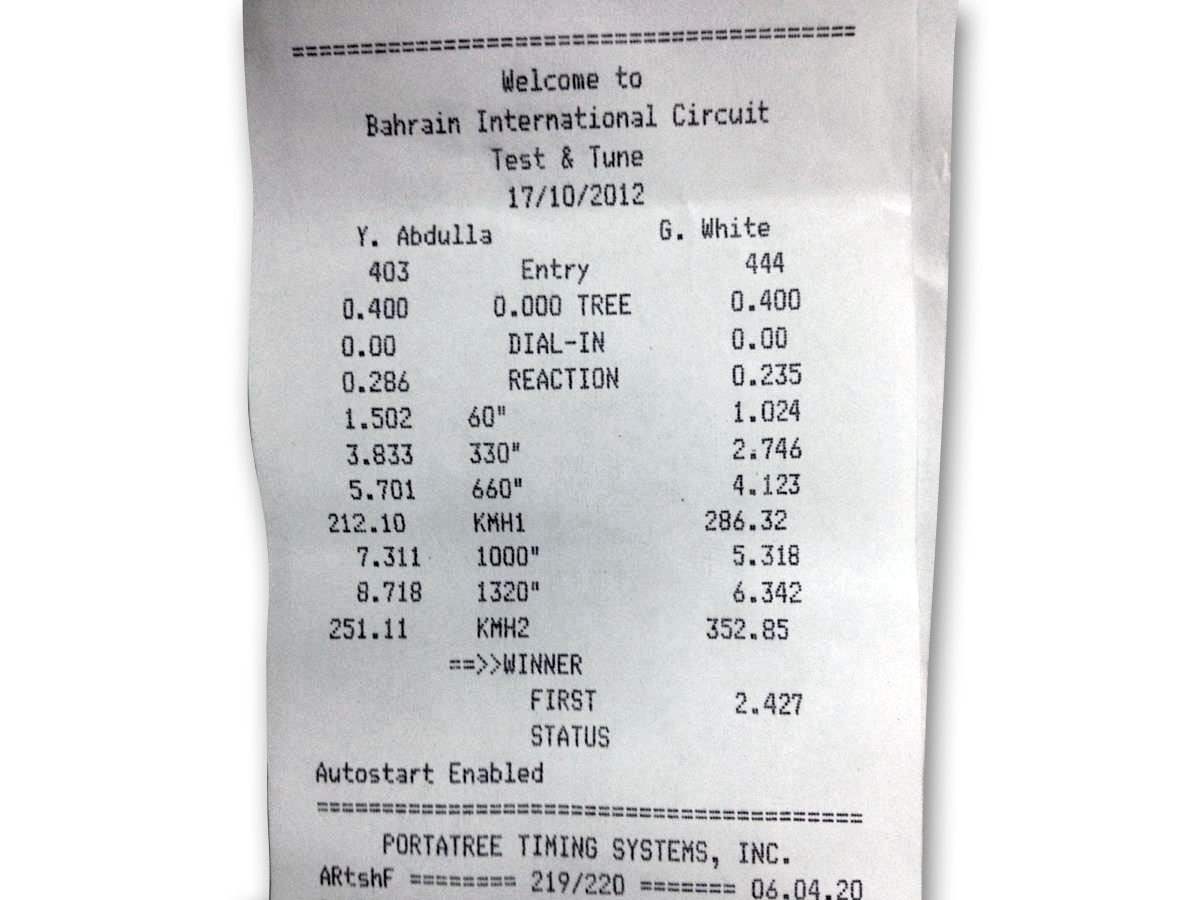 ========================================
Welcome to
Bahrain International Circuit
Test & Tune
17/10/2012
Y. Abdulla G. White
403 Entry 444
0.400 0.000 TREE 0.400
0.00 DIAL-IN 0.00
0.286 REACTION 0.235
1.502 60" 1.024
3.833 330" 2.746
5.701 660" 4.123
212.10 KMH1 286.32
7.311 1000" 5.318
8.718 1320" 6.342
251.11 KMH2 352.85
==>>WINNER
FIRST 2.427
STATUS
Autostart Enabled
========================================
PORTATREE TIMING SYSTEMS, INC.
ARtshF ======== 219/220 ======= 06.04.20